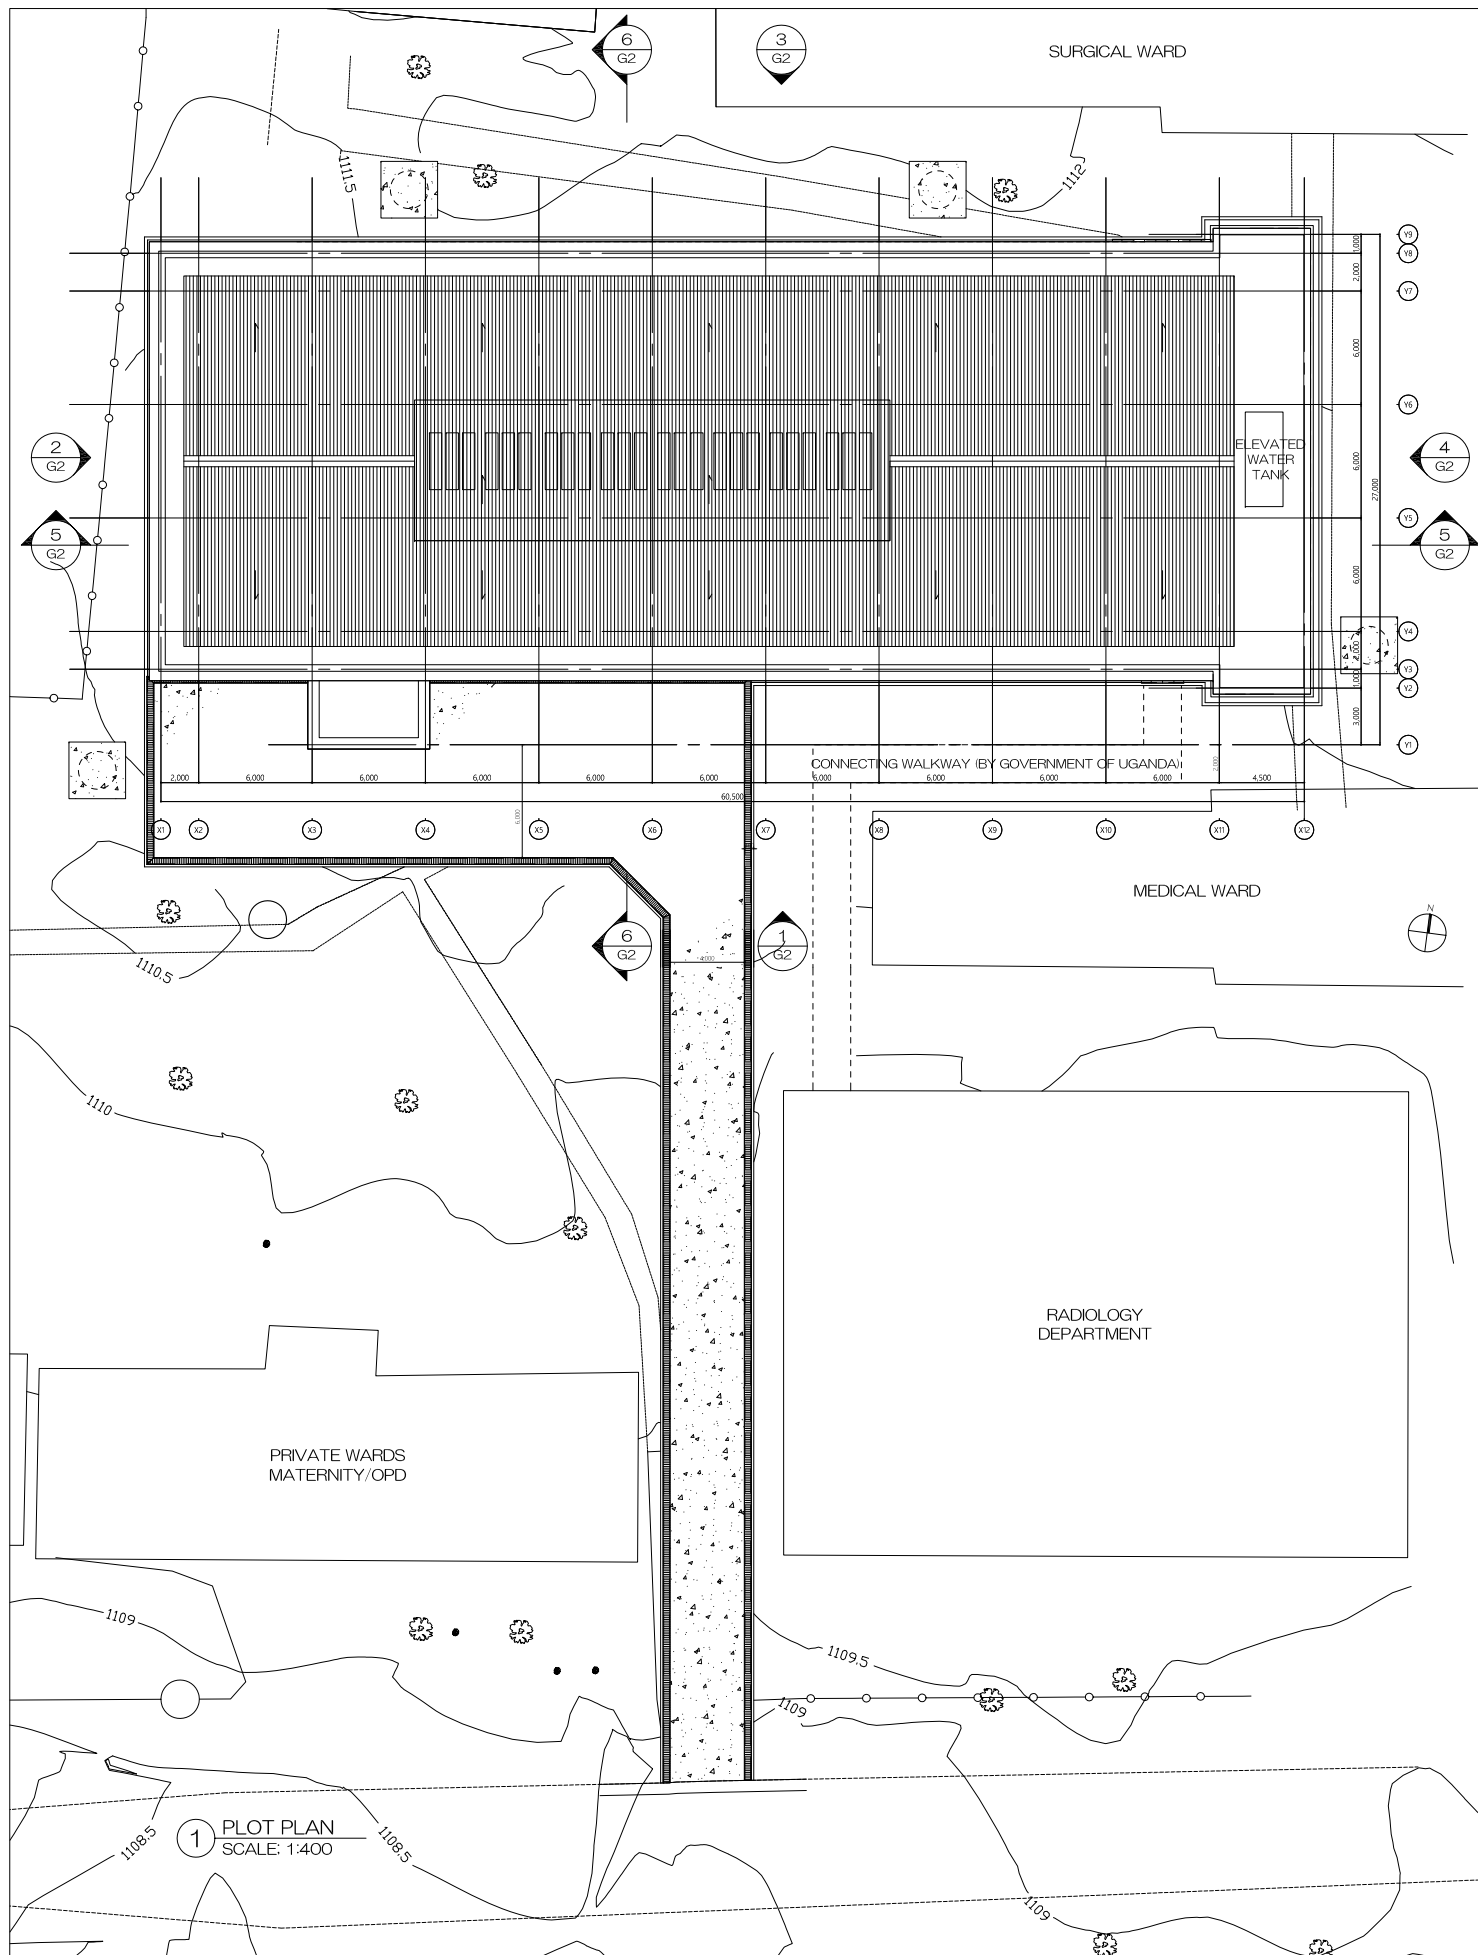 6
G2
3
G2
SURGICAL WARD
1111.5
1112
Y9
1,000
Y8
2,000
Y7
6,000
Y6
2
G2
ELEVATED
WATER
TANK
6,000
4
G2
27,000
5
G2
Y5
5
G2
6,000
Y4
2,000
Y3
1,000
Y2
3,000
Y1
CONNECTING WALKWAY (BY GOVERNMENT OF UGANDA)
2,000
2,000
6,000
6,000
6,000
6,000
6,000
6,000
6,000
6,000
6,000
4,500
60,500
6,000
X1
X2
X3
X4
X5
X6
X7
X8
X9
X10
X11
X12
MEDICAL WARD
N
6
G2
1
G2
4,000
1110.5
1110
RADIOLOGY
DEPARTMENT
PRIVATE WARDS
MATERNITY/OPD
1109
1109.5
1109
1108.5
1
PLOT PLAN
SCALE: 1:400
1108.5
1109